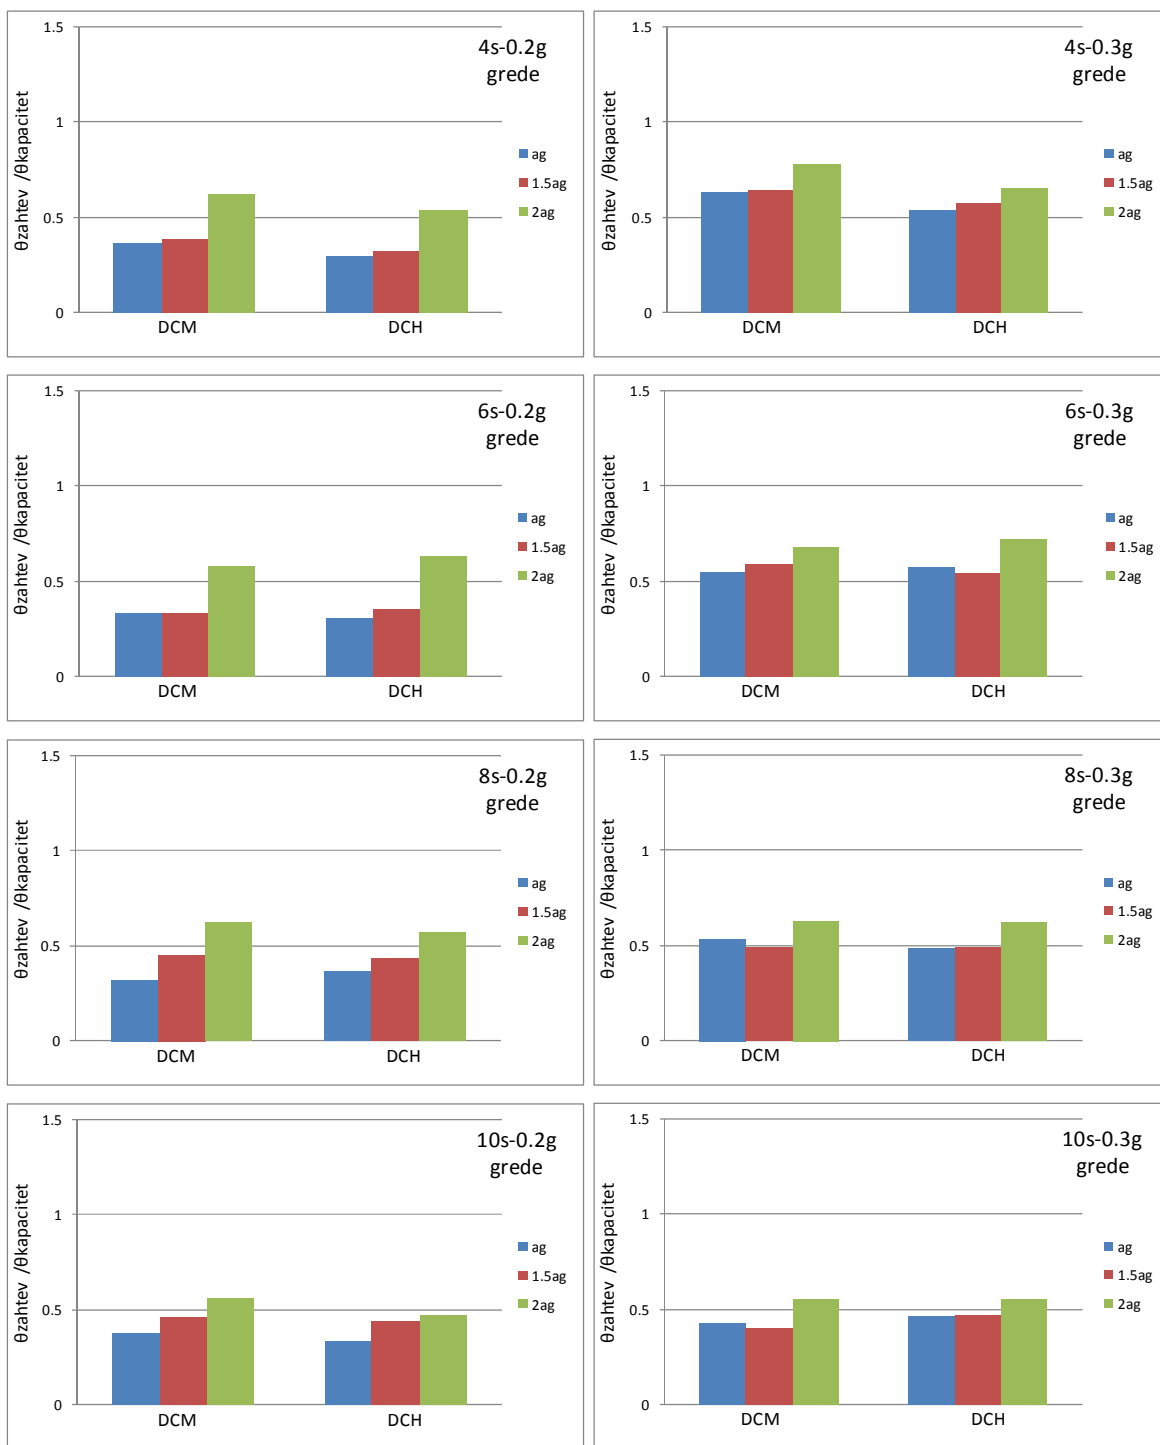 4s-0.2g
grede
θzahtev /θkapacitet
1.5
1
0.5
0
DCM DCH
ag
1.5ag
2ag
4s-0.3g
grede
θzahtev /θkapacitet
1.5
1
0.5
0
DCM DCH
ag
1.5ag
2ag
6s-0.2g
grede
θzahtev /θkapacitet
1.5
1
0.5
0
DCM DCH
ag
1.5ag
2ag
6s-0.3g
grede
θzahtev /θkapacitet
1.5
1
0.5
0
DCM DCH
ag
1.5ag
2ag
8s-0.2g
grede
θzahtev /θkapacitet
1.5
1
0.5
0
DCM DCH
ag
1.5ag
2ag
8s-0.3g
grede
θzahtev /θkapacitet
1.5
1
0.5
0
DCM DCH
ag
1.5ag
2ag
10s-0.2g
grede
θzahtev /θkapacitet
1.5
1
0.5
0
DCM DCH
ag
1.5ag
2ag
10s-0.3g
grede
θzahtev /θkapacitet
1.5
1
0.5
0
DCM DCH
ag
1.5ag
2ag